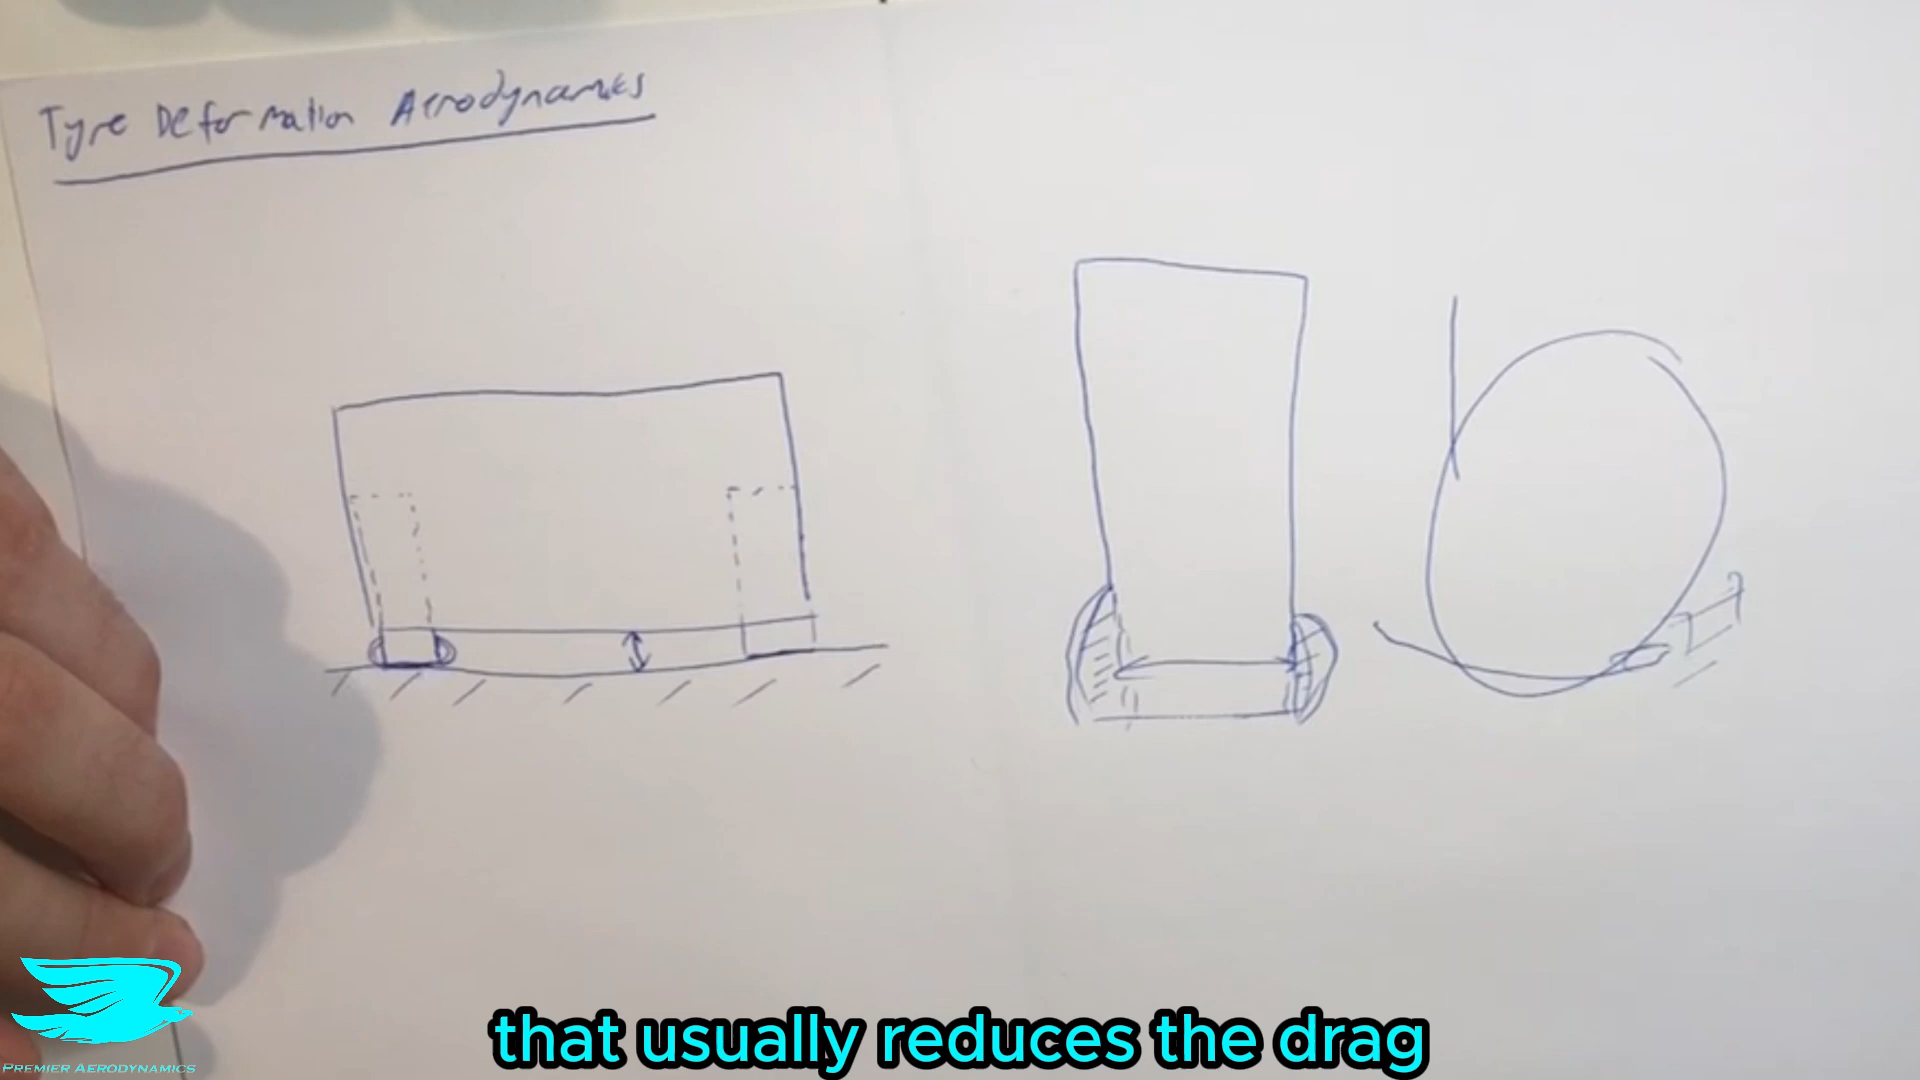 Tyre Deformation Aerodynamics
that usually reduces the drag
PREMIER AERODYNAMICS